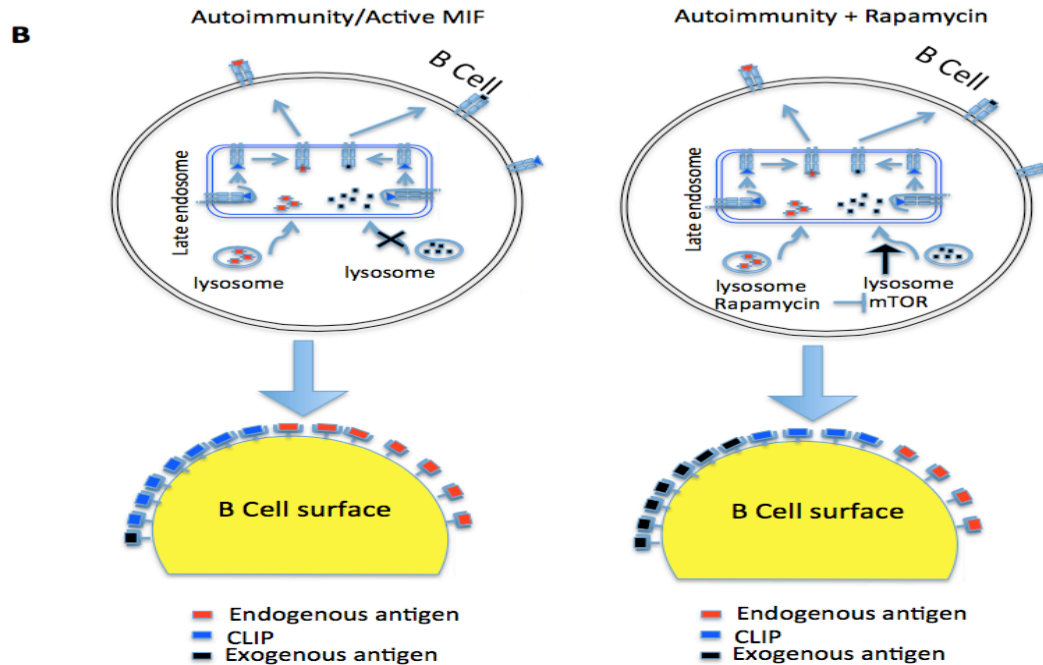 B
Autoimmunity/Active MIF
B Cell
Late endosome
lysosome
lysosome
B Cell surface
Endogenous antigen
CLIP
Exogenous antigen
Autoimmunity + Rapamycin
B Cell
Late endosome
lysosome
lysosome
Rapamycin
mTOR
B Cell surface
Endogenous antigen
CLIP
Exogenous antigen